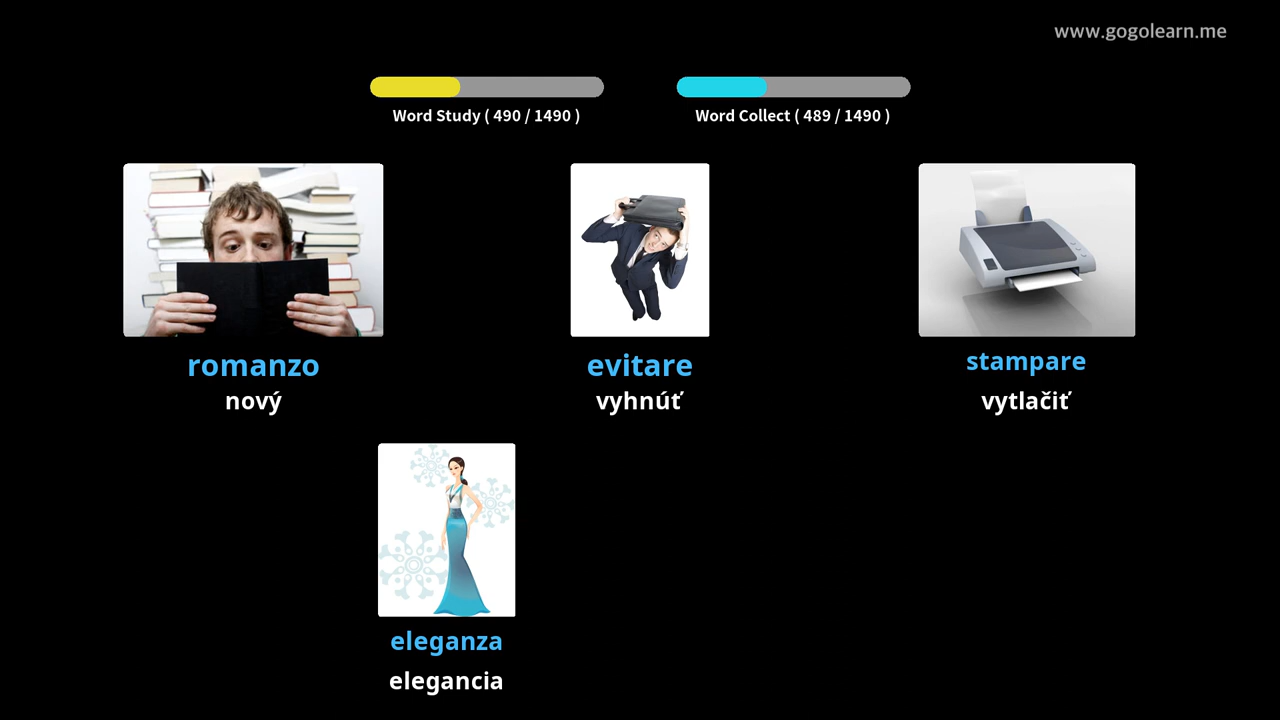 www.gogolearn.me
Word Study ( 490 / 1490 )
Word Collect ( 489 / 1490 )
romanzo
nový
evitare
vyhnúť
stampare
vytlačiť
eleganza
elegancia